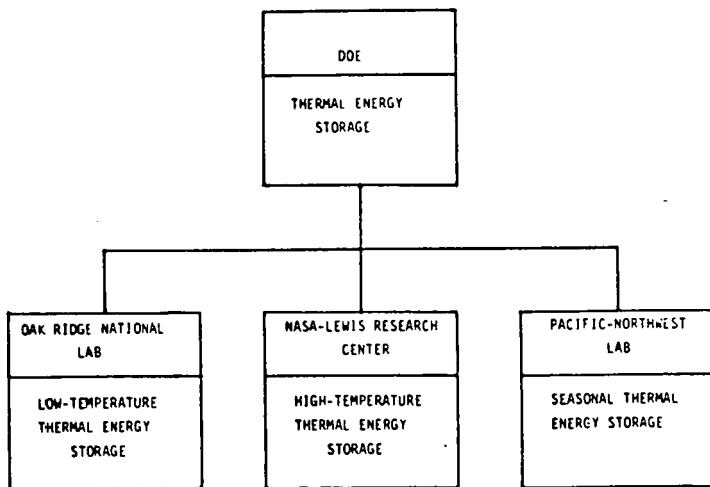 DOE
THERMAL ENERGY
STORAGE
OAK RIDGE NATIONAL
LAB
LOW-TEMPERATURE
THERMAL ENERGY
STORAGE
NASA-LEWIS RESEARCH
CENTER
HIGH-TEMPERATURE
THERMAL ENERGY
STORAGE
PACIFIC-NORTHWEST
LAB
SEASONAL THERMAL
ENERGY STORAGE